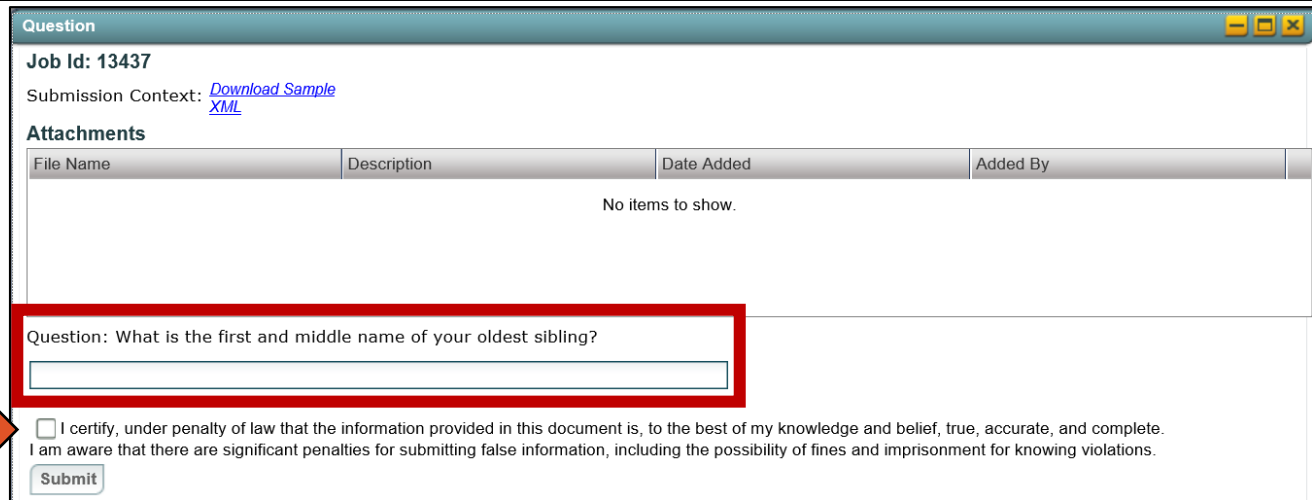 Question
Job Id: 13437
Submission Context: Download Sample
XML
Attachments
File Name Description Date Added Added By
No items to show.
Question: What is the first and middle name of your oldest sibling?
I certify, under penalty of law that the information provided in this document is, to the best of my knowledge and belief, true, accurate, and complete.
I am aware that there are significant penalties for submitting false information, including the possibility of fines and imprisonment for knowing violations.
Submit